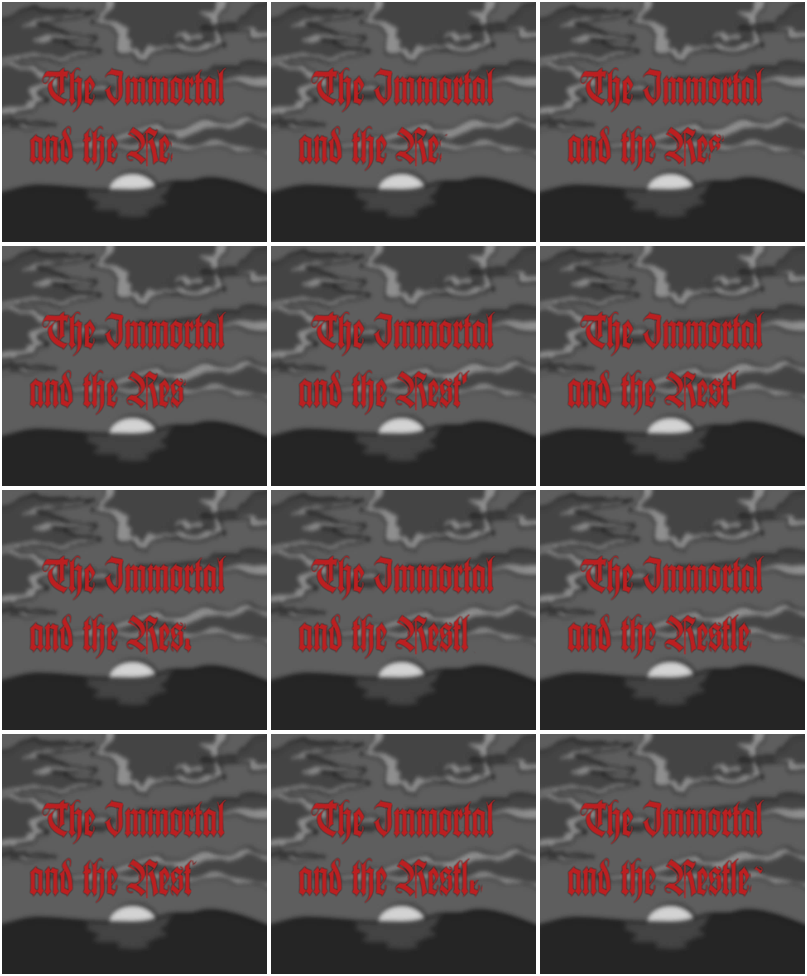 The Immortal
and the Re
The Immortal
and the Re
The Immortal
and the Res
The Immortal
and the Res
The Immortal
and the Rest
The Immortal
and the Rest
The Immortal
and the Res
The Immortal
and the Restl
The Immortal
and the Restle
The Immortal
and the Rest
The Immortal
and the Restl
The Immortal
and the Restle